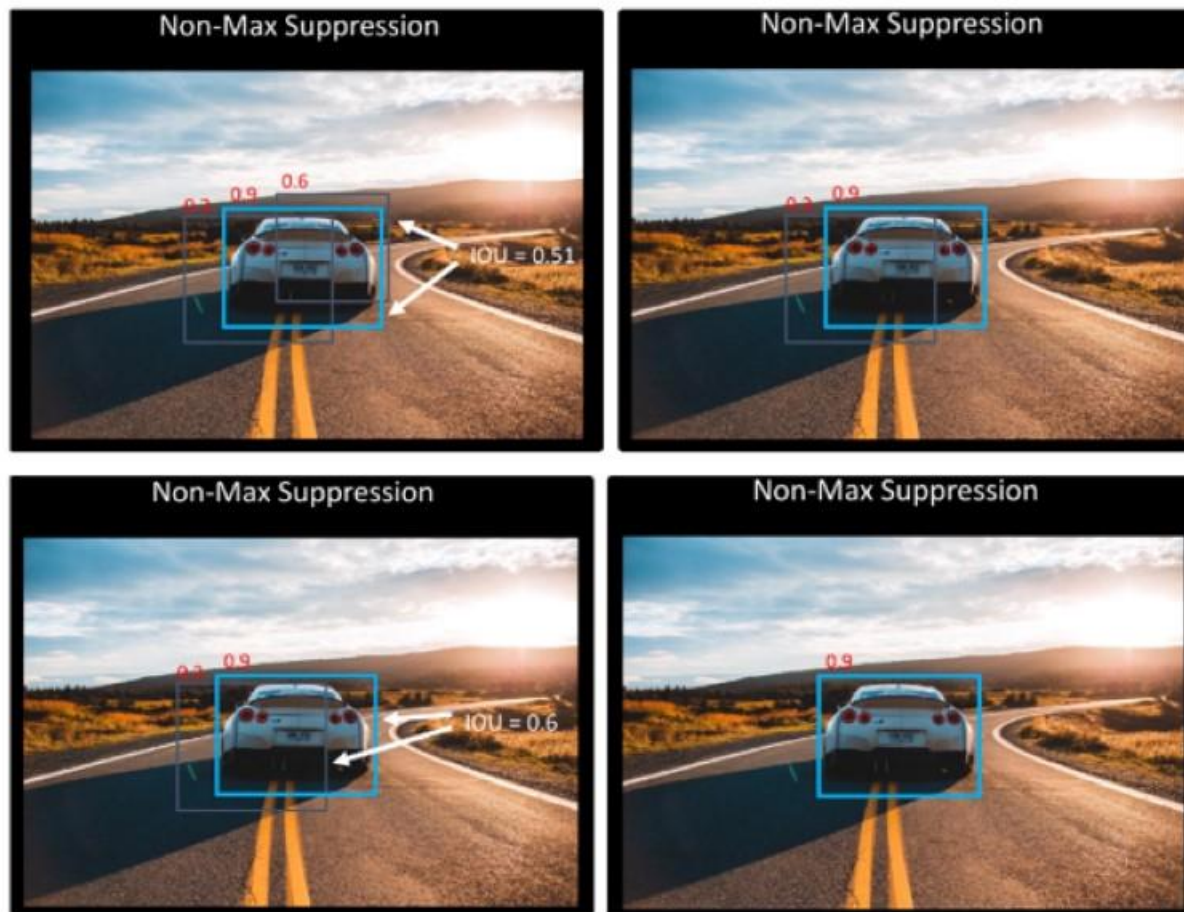 Non-Max Suppression
0.6
0.9
IOU = 0.51
Non-Max Suppression
0.9
Non-Max Suppression
0.9
IOU = 0.6
Non-Max Suppression
0.9